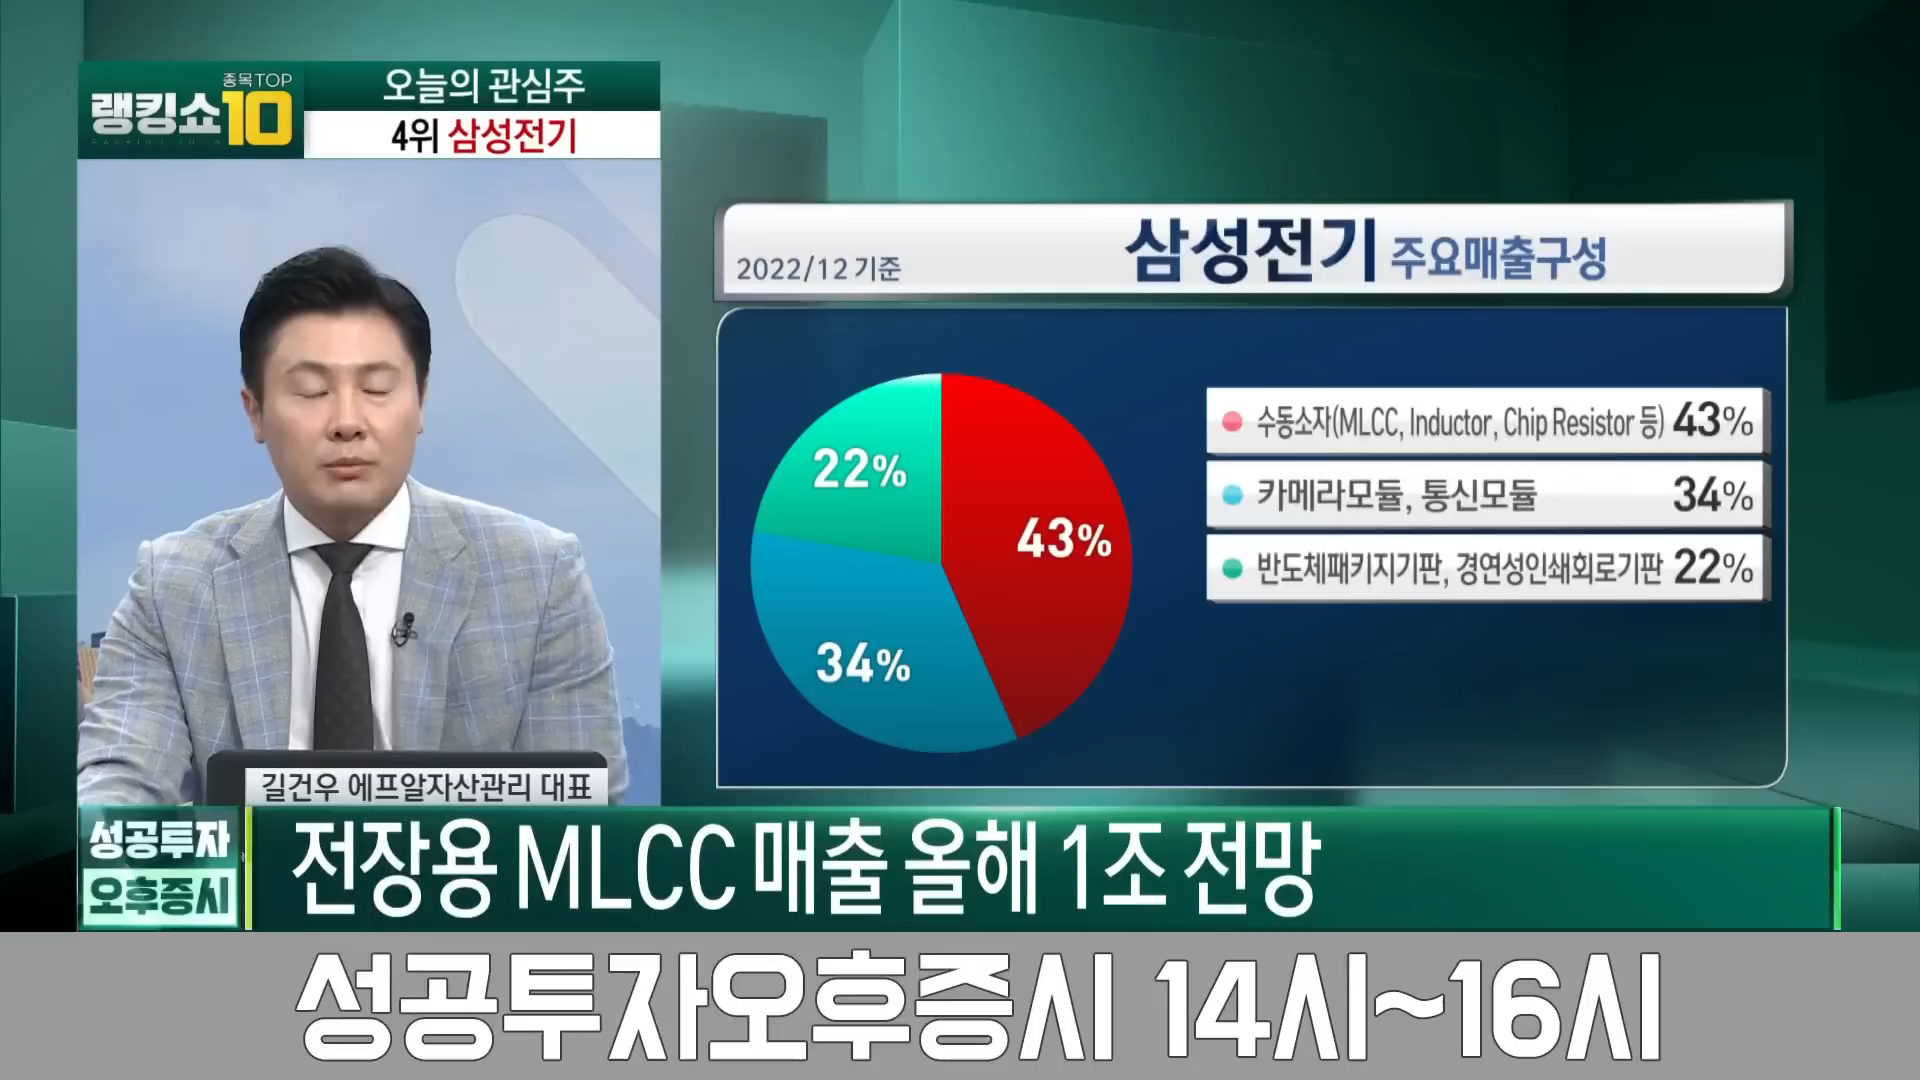 종목TOP
랭킹쇼10
오늘의 관심주
4위 삼성전기
2022/12 기준
삼성전기 주요매출구성
22%
43%
34%
수동소자(MLCC, Inductor, Chip Resistor 등) 43%
카메라모듈, 통신모듈 34%
반도체패키지기판, 경연성인쇄회로기판 22%
길건우 에프알자산관리 대표
성공투자
오후증시
전장용 MLCC 매출 올해 1조 전망
성공투자오후증시 14시~16시